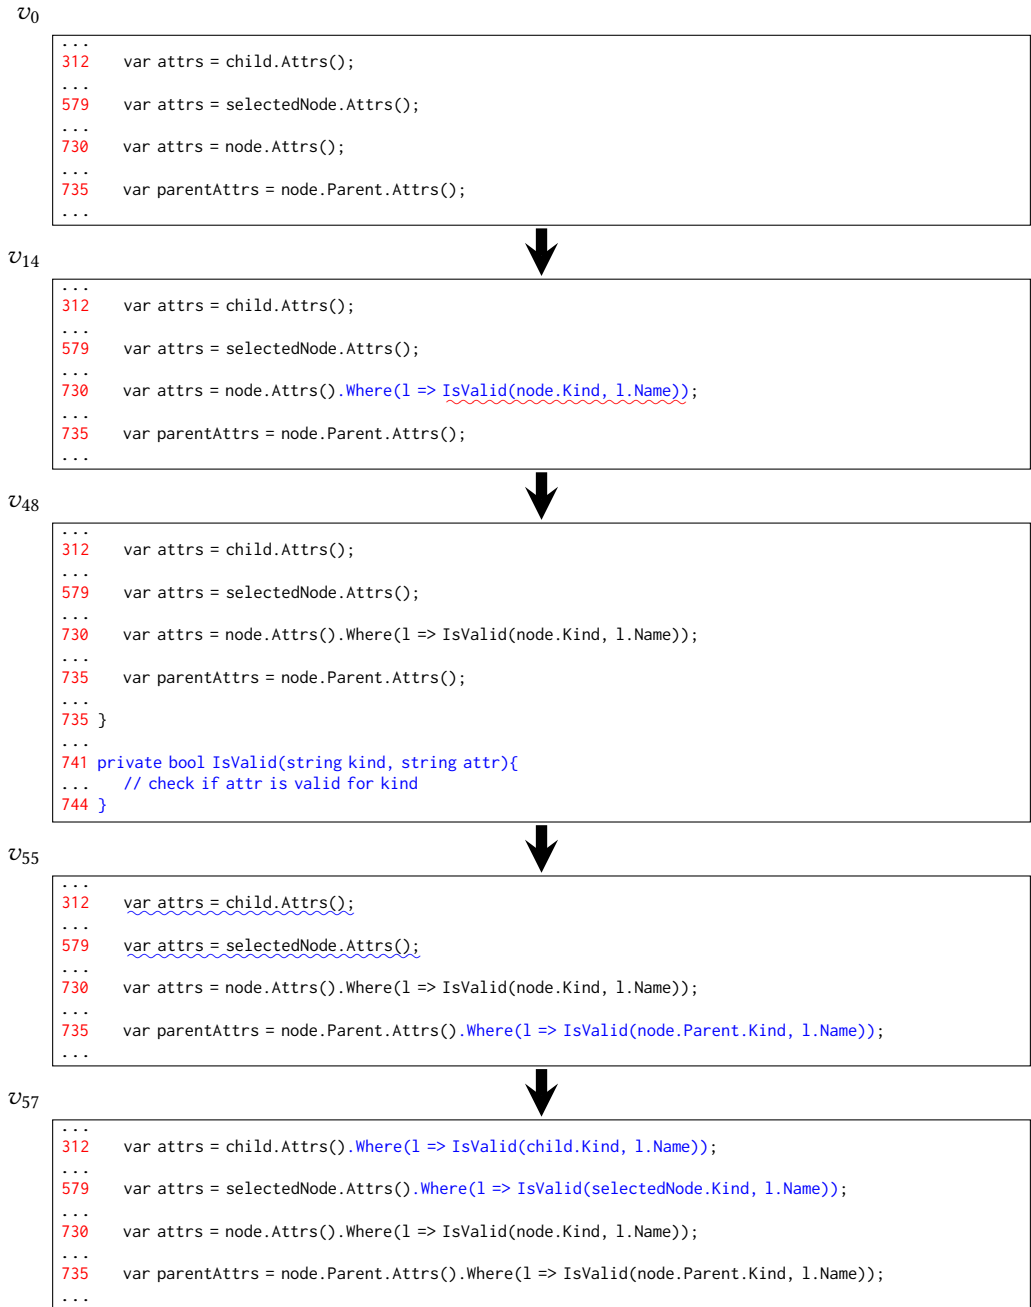 v0
...
312 var attrs = child.Attrs();
...
579 var attrs = selectedNode.Attrs();
...
730 var attrs = node.Attrs();
...
735 var parentAttrs = node.Parent.Attrs();
...
v14
...
312 var attrs = child.Attrs();
...
579 var attrs = selectedNode.Attrs();
...
730 var attrs = node.Attrs().Where(l => IsValid(node.Kind, l.Name));
...
735 var parentAttrs = node.Parent.Attrs();
...
v48
...
312 var attrs = child.Attrs();
...
579 var attrs = selectedNode.Attrs();
...
730 var attrs = node.Attrs().Where(l => IsValid(node.Kind, l.Name));
...
735 var parentAttrs = node.Parent.Attrs();
...
735 }
...
741 private bool IsValid(string kind, string attr){
... // check if attr is valid for kind
744 }
v55
...
312 var attrs = child.Attrs();
...
579 var attrs = selectedNode.Attrs();
...
730 var attrs = node.Attrs().Where(l => IsValid(node.Kind, l.Name));
...
735 var parentAttrs = node.Parent.Attrs().Where(l => IsValid(node.Parent.Kind, l.Name));
...
v57
...
312 var attrs = child.Attrs().Where(l => IsValid(child.Kind, l.Name));
...
579 var attrs = selectedNode.Attrs().Where(l => IsValid(selectedNode.Kind, l.Name));
...
730 var attrs = node.Attrs().Where(l => IsValid(node.Kind, l.Name));
...
735 var parentAttrs = node.Parent.Attrs().Where(l => IsValid(node.Parent.Kind, l.Name));
...